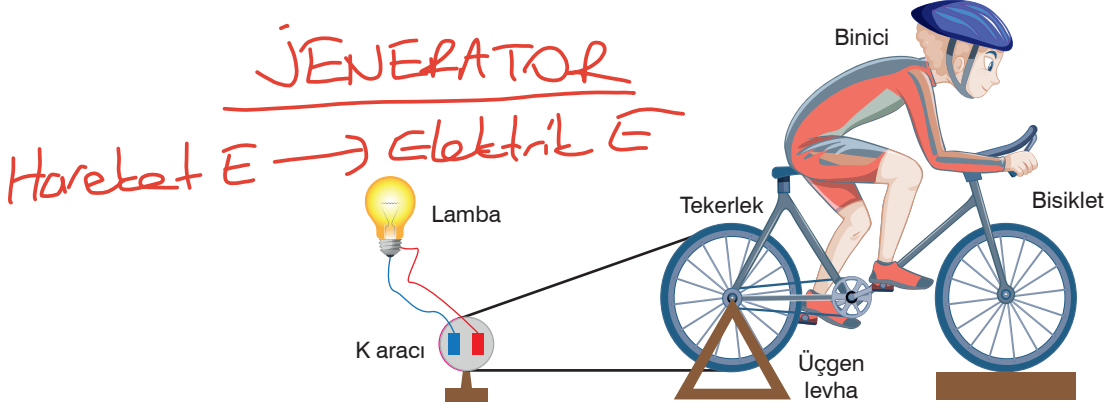 JENERATOR
Hareket E → Elektrik E
Binici
Lamba
Tekerlek
Bisiklet
K aracı
Üçgen
levha